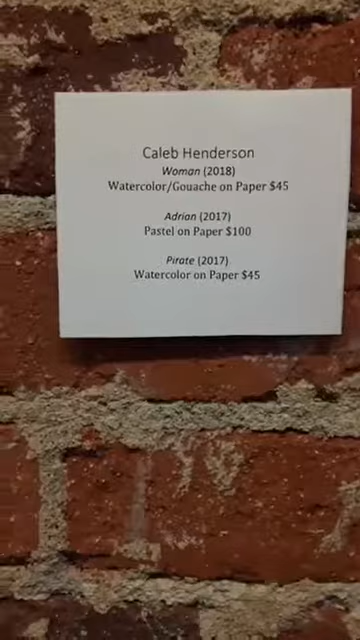 Caleb Henderson
Woman (2018)
Watercolor/Gouache on Paper $45
Adrian (2017)
Pastel on Paper $100
Pirate (2017)
Watercolor on Paper $45